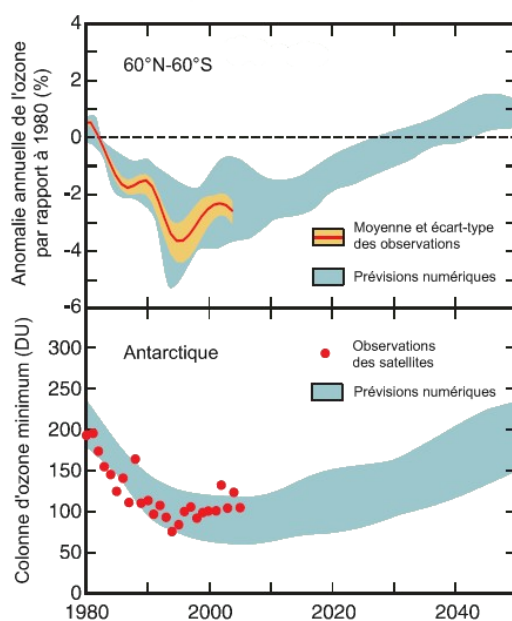 Anomalie annuelle de l'ozone
par rapport à 1980 (%)
4
2
0
-2
-4
-6
60°N-60°S
Moyenne et écart-type
des observations
Prévisions numériques
Colonne d'ozone minimum (DU)
300
250
200
150
100
50
0
Antarctique
Observations
des satellites
Prévisions numériques
1980 2000 2020 2040